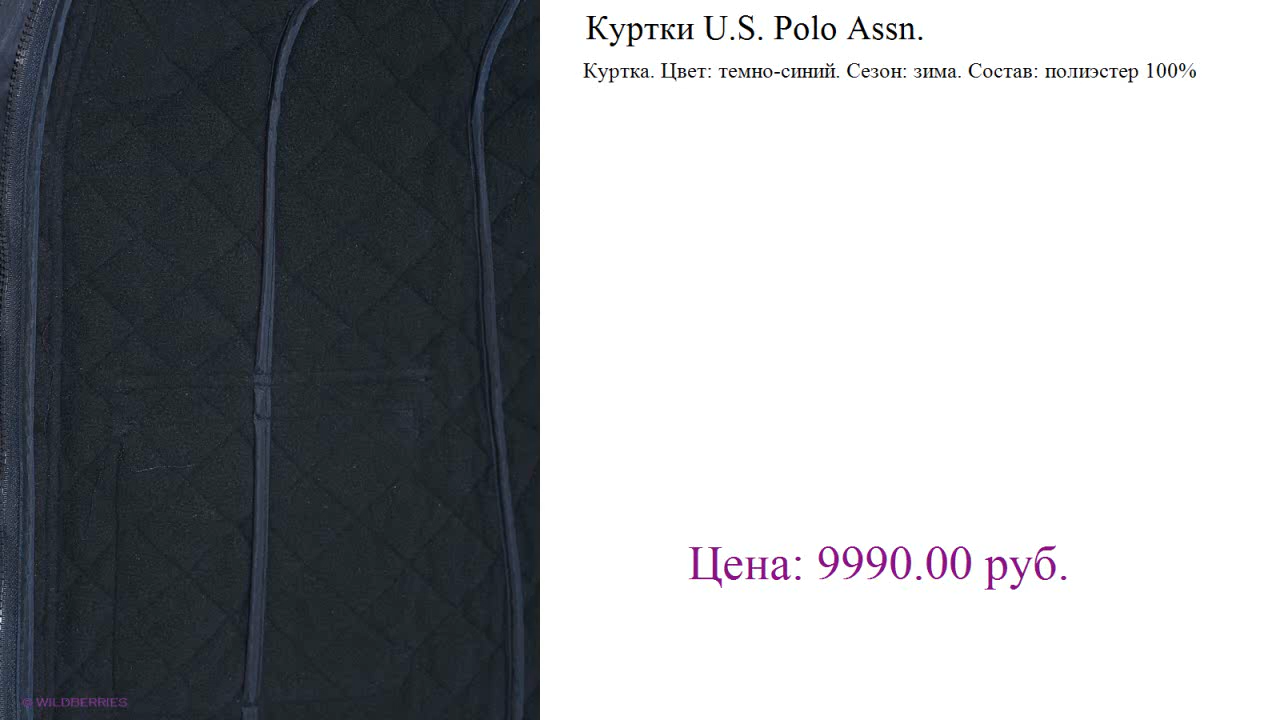 Куртки U.S. Polo Assn.
Куртка. Цвет: темно-синий. Сезон: зима. Состав: полиэстер 100%
Цена: 9990.00 руб.
© WILDBERRIES